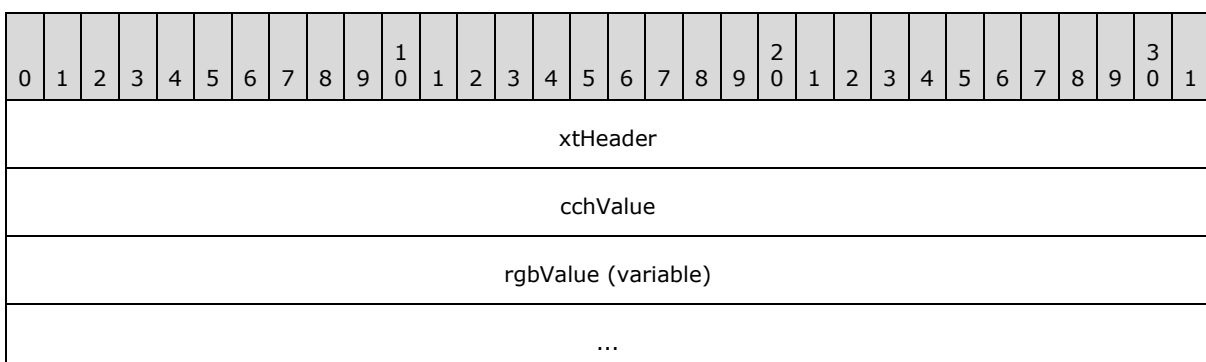 0 1 2 3 4 5 6 7 8 9 1 0 1 2 3 4 5 6 7 8 9 2 0 1 2 3 4 5 6 7 8 9 3 0 1
xtHeader
cchValue
rgbValue (variable)
...